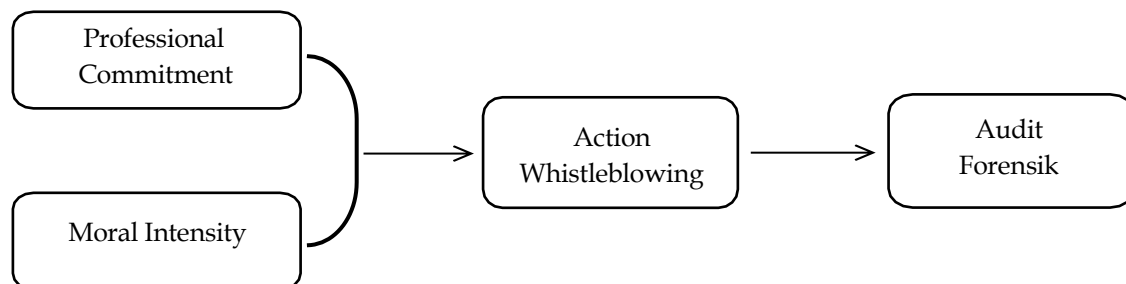 Professional
Commitment
Moral Intensity
Action
Whistleblowing
Audit
Forensik